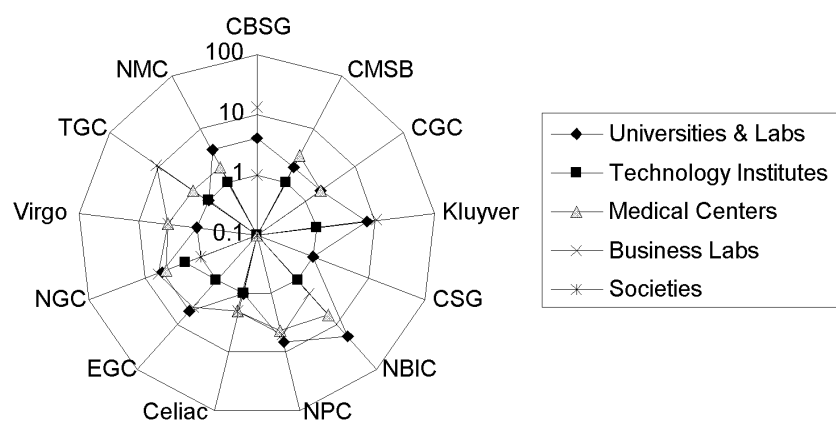 CBSG
100
NMC
CMSB
10
TGC
CGC
1
Virgo
Kluyver
0.1
NGC
CSG
EGC
NBIC
Celiac
NPC
Universities & Labs
Technology Institutes
Medical Centers
Business Labs
Societies